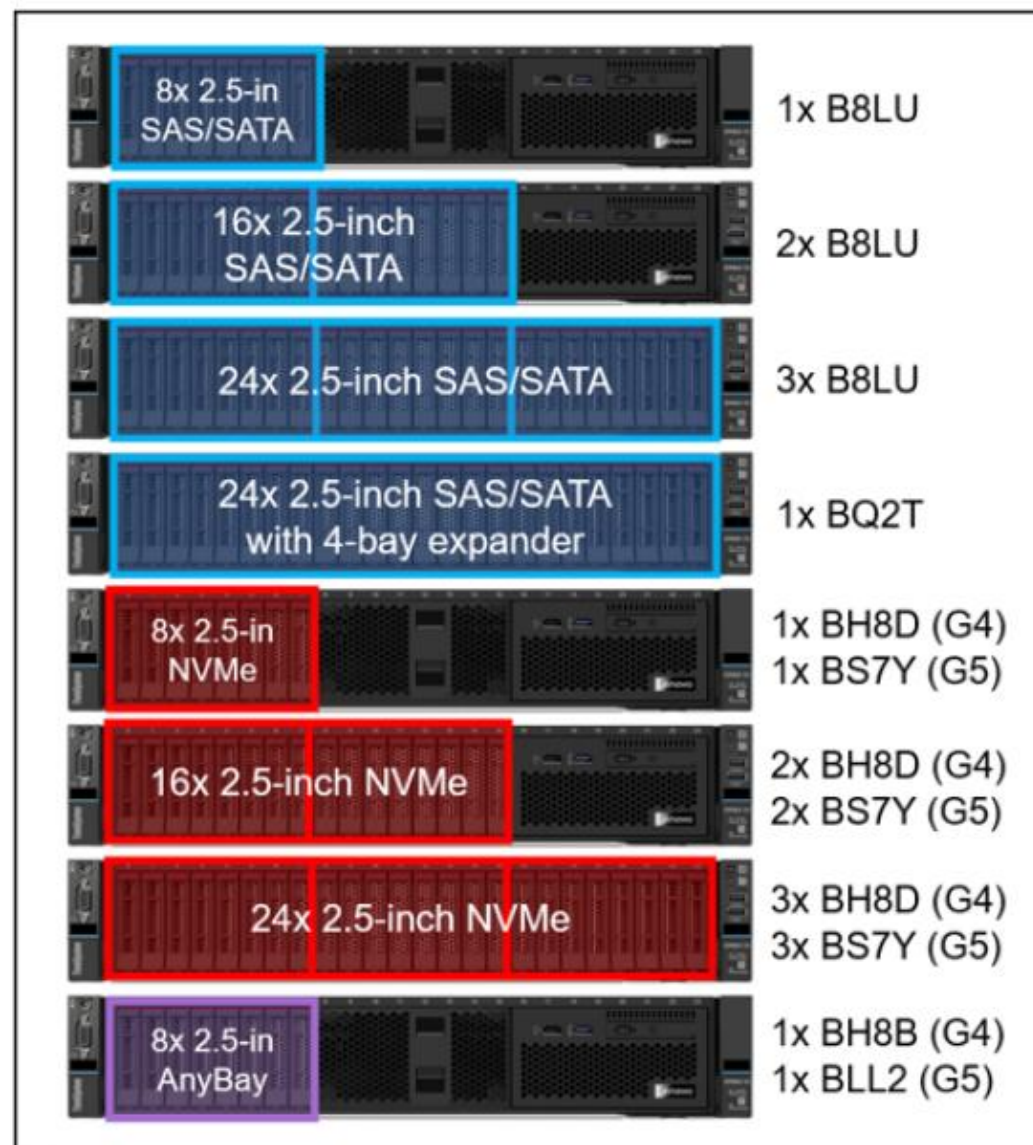 8x 2.5-in
SAS/SATA
1x B8LU
16x 2.5-inch
SAS/SATA
2x B8LU
24x 2.5-inch SAS/SATA
3x B8LU
24x 2.5-inch SAS/SATA
with 4-bay expander
1x BQ2T
8x 2.5-in
NVMe
1x BH8D (G4)
1x BS7Y (G5)
16x 2.5-inch NVMe
2x BH8D (G4)
2x BS7Y (G5)
24x 2.5-inch NVMe
3x BH8D (G4)
3x BS7Y (G5)
8x 2.5-in
AnyBay
1x BH8B (G4)
1x BLL2 (G5)